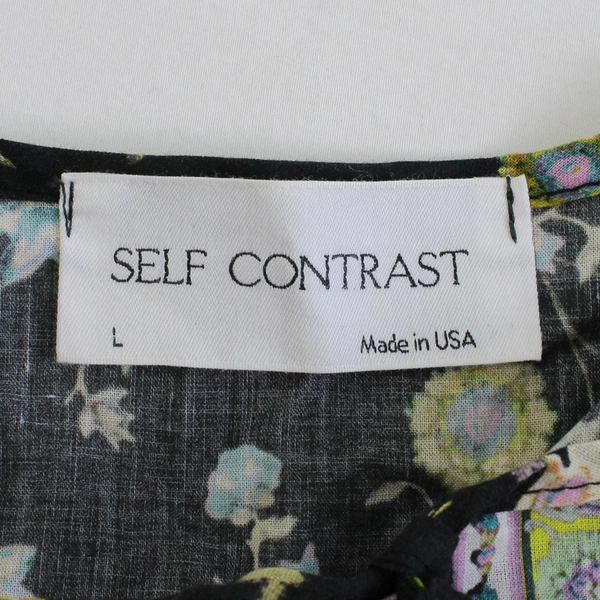 SELF CONTRAST
L Made in USA